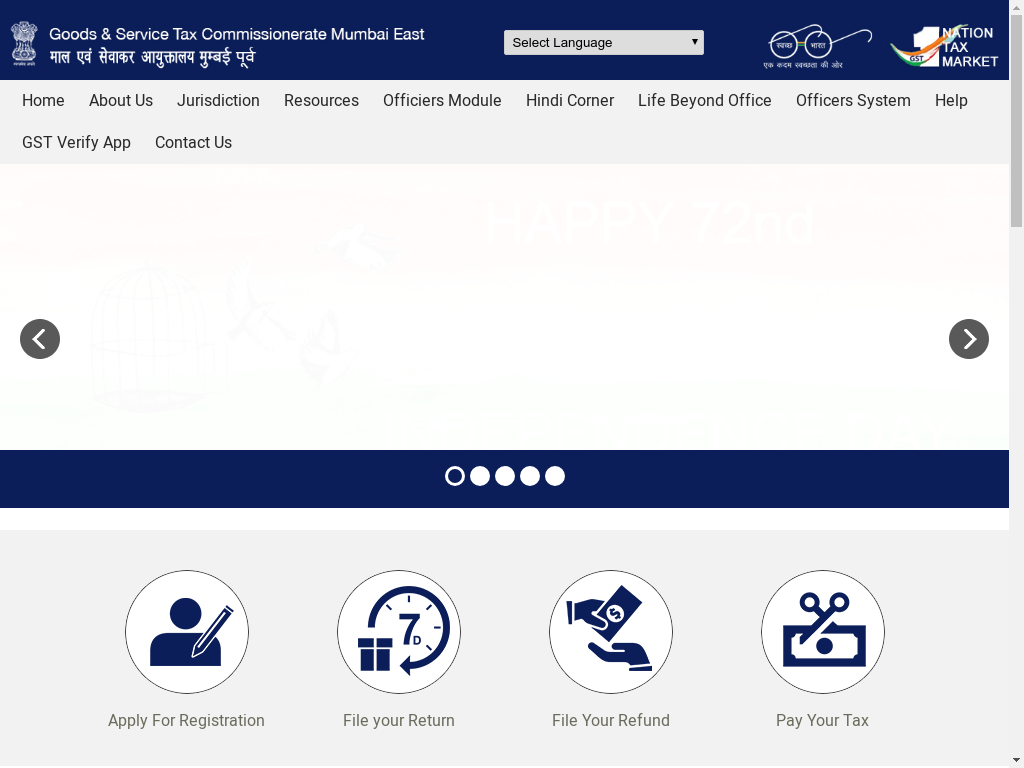 Goods & Service Tax Commissionerate Mumbai East
माल एवं सेवाकर आयुक्तालय मुम्बई पूर्व
Select Language
स्वच्छ भारत
एक कदम स्वच्छता की ओर
GST
1 NATION
TAX
MARKET
Home About Us Jurisdiction Resources Officiers Module Hindi Corner Life Beyond Office Officers System Help
GST Verify App Contact Us
HAPPY 72nd
7
D
Apply For Registration File your Return File Your Refund Pay Your Tax